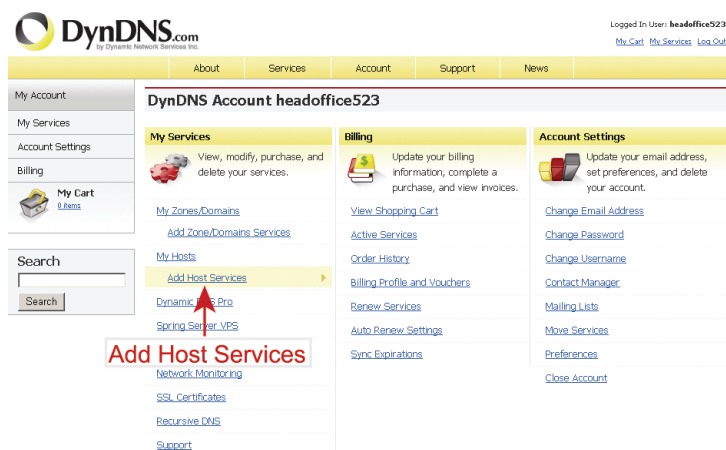 DynDNS.com
by Dynamic Network Services Inc.
Logged In User: headoffice523
My Cart My Services Log Out
About Services Account Support News
My Account
My Services
Account Settings
Billing
My Cart
0 items
Search
Search
DynDNS Account headoffice523
My Services
View, modify, purchase, and
delete your services.
My Zones/Domains
Add Zone/Domains Services
My Hosts
Add Host Services
Dynamic DNS Pro
Spring Server VPS
Add Host Services
Network Monitoring
SSL Certificates
Recursive DNS
Support
Billing
Update your billing
information, complete a
purchase, and view invoices.
View Shopping Cart
Active Services
Order History
Billing Profile and Vouchers
Renew Services
Auto Renew Settings
Sync Expirations
Account Settings
Update your email address,
set preferences, and delete
your account.
Change Email Address
Change Password
Change Username
Contact Manager
Mailing Lists
Move Services
Preferences
Close Account